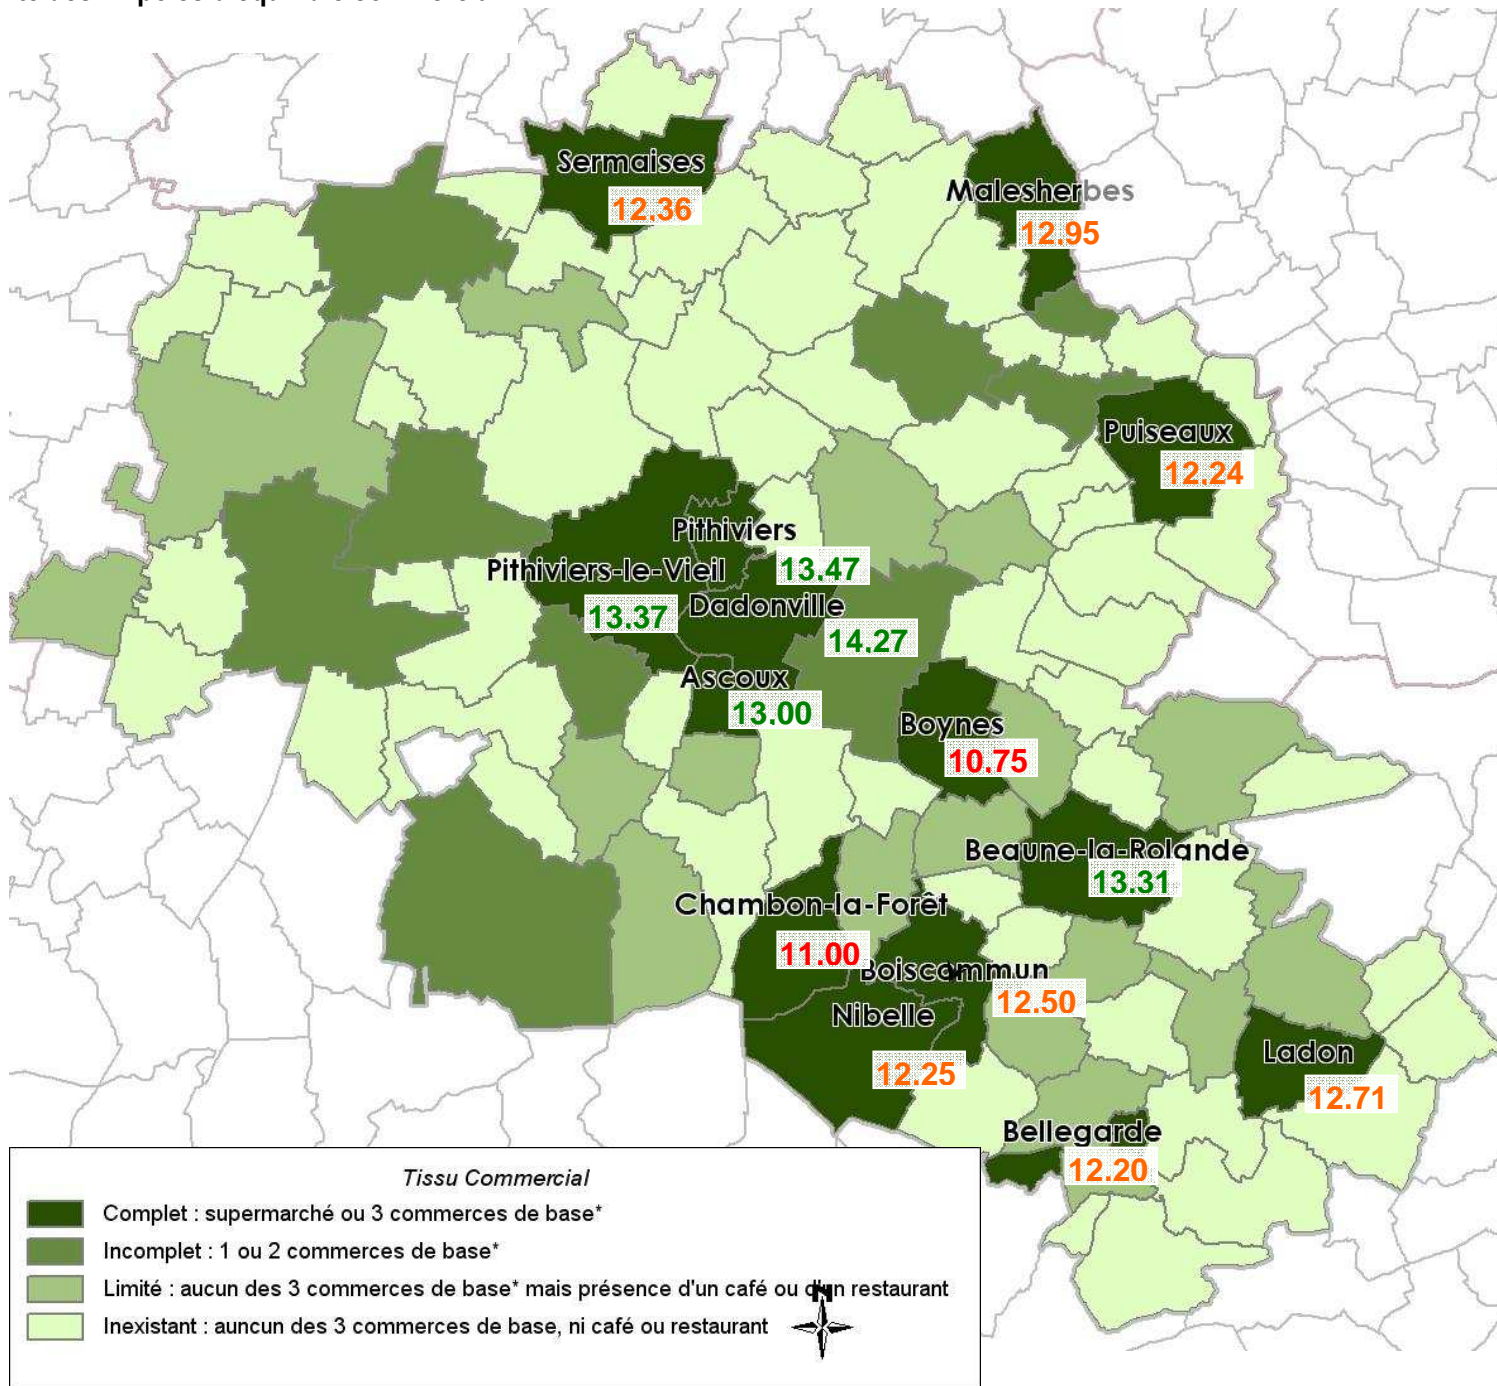 Sermaises
12.36
Malesherbes
12.95
Puiseaux
12.24
Pithiviers
13.47
Pithiviers-le-Vieil
13.37
Dadonville
14.27
Ascoux
13.00
Boynes
10.75
Beaune-la-Rolande
13.31
Chambon-la-Forêt
11.00
Boiscommun
12.50
Nibelle
12.25
Ladon
12.71
Bellegarde
12.20
Tissu Commercial
Complet : supermarché ou 3 commerces de base*
Incomplet : 1 ou 2 commerces de base*
Limité : aucun des 3 commerces de base* mais présence d'un café ou d'un restaurant
Inexistant : auncun des 3 commerces de base, ni café ou restaurant
N